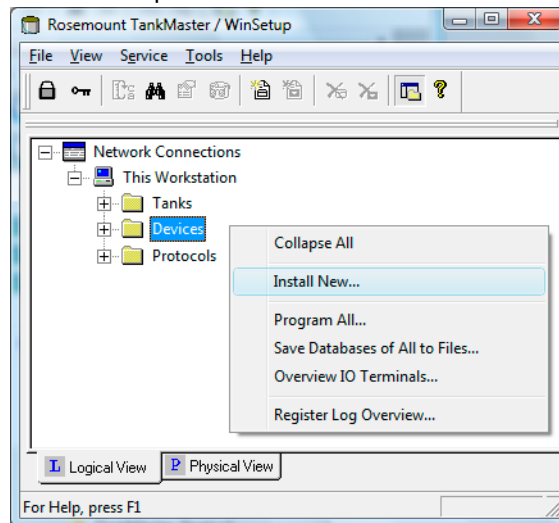 Rosemount TankMaster / WinSetup
File View Service Tools Help
Network Connections
This Workstation
Tanks
Devices
Protocols
Collapse All
Install New...
Program All...
Save Databases of All to Files...
Overview IO Terminals...
Register Log Overview...
L Logical View P Physical View
For Help, press F1